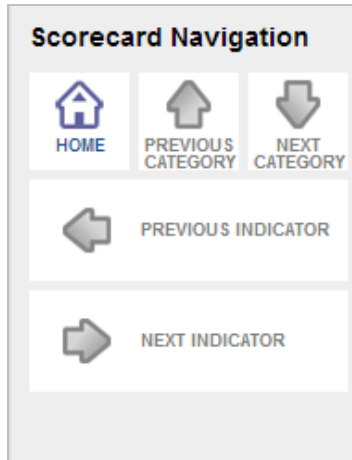 Scorecard Navigation
HOME
PREVIOUS
CATEGORY
NEXT
CATEGORY
PREVIOUS INDICATOR
NEXT INDICATOR